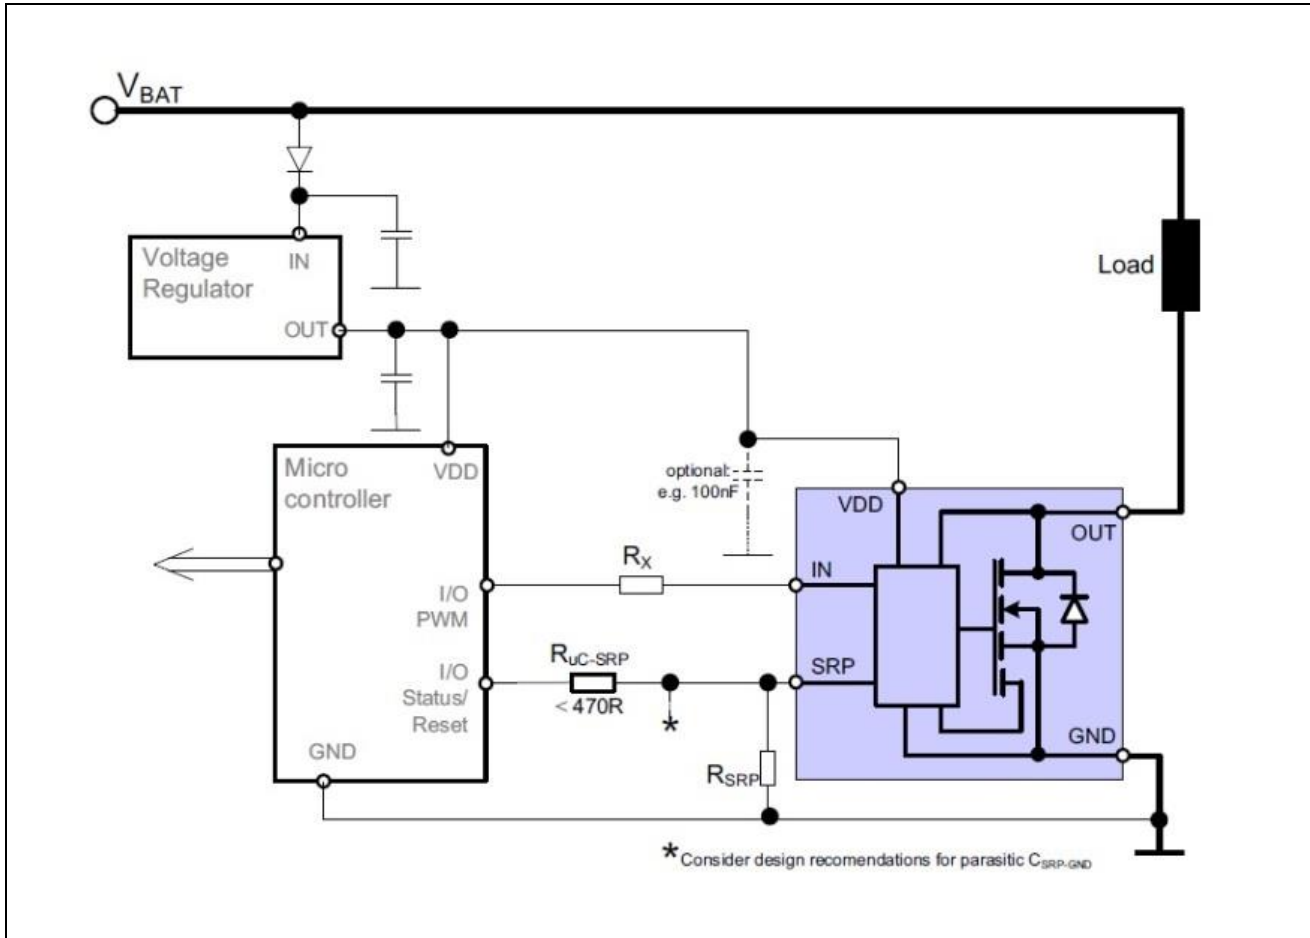 VBAT
Voltage
Regulator
IN
OUT
Load
Micro
controller
VDD
optional:
e.g. 100nF
VDD
OUT
I/O
PWM
RX
IN
I/O
Status/
Reset
RuC-SRP
< 470R
*
SRP
GND
RSRP
GND
*Consider design recomendations for parasitic CSRP-GND